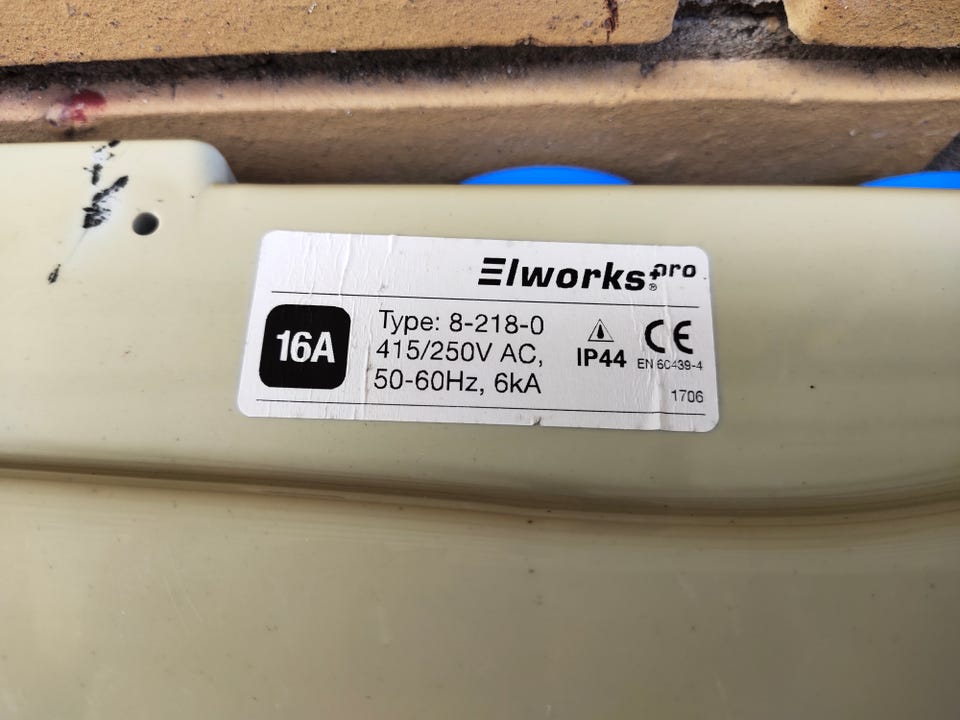 Elworks+pro®
16A
Type: 8-218-0
415/250V AC,
50-60Hz, 6kA
IP44
CE
EN 60439-4
1706